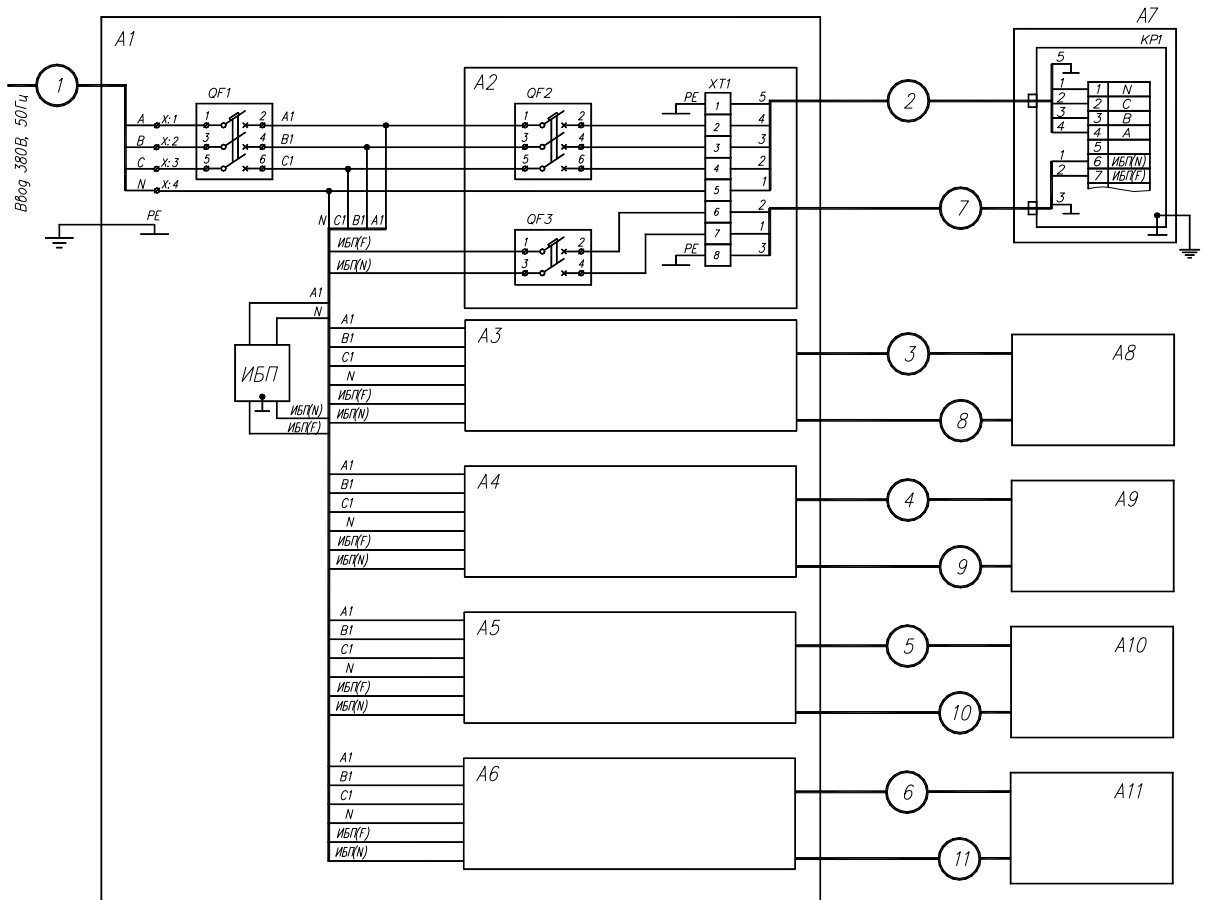 A7
A1
KP1
A2
XT1
QF1
QF2
1
2
PE
1
5
5
1
1
N
2
2
C
3
3
B
4
4
A
5
1
6
ИБП(N)
2
7
ИБП(F)
3
Ввод 380В, 50Гц
A
X:1
1
2
A1
1
2
2
4
B
X:2
3
4
B1
3
4
3
3
C
X:3
5
6
C1
5
6
4
2
N
X:4
5
1
7
PE
N
C1
B1
A1
QF3
6
2
ИБП(F)
1
2
7
1
ИБП(N)
3
4
PE
8
3
A1
N
ИБП
ИБП(N)
ИБП(F)
A1
B1
C1
N
ИБП(F)
ИБП(N)
A3
3
8
A8
A1
B1
C1
N
ИБП(F)
ИБП(N)
A4
4
9
A9
A1
B1
C1
N
ИБП(F)
ИБП(N)
A5
5
10
A10
A1
B1
C1
N
ИБП(F)
ИБП(N)
A6
6
11
A11